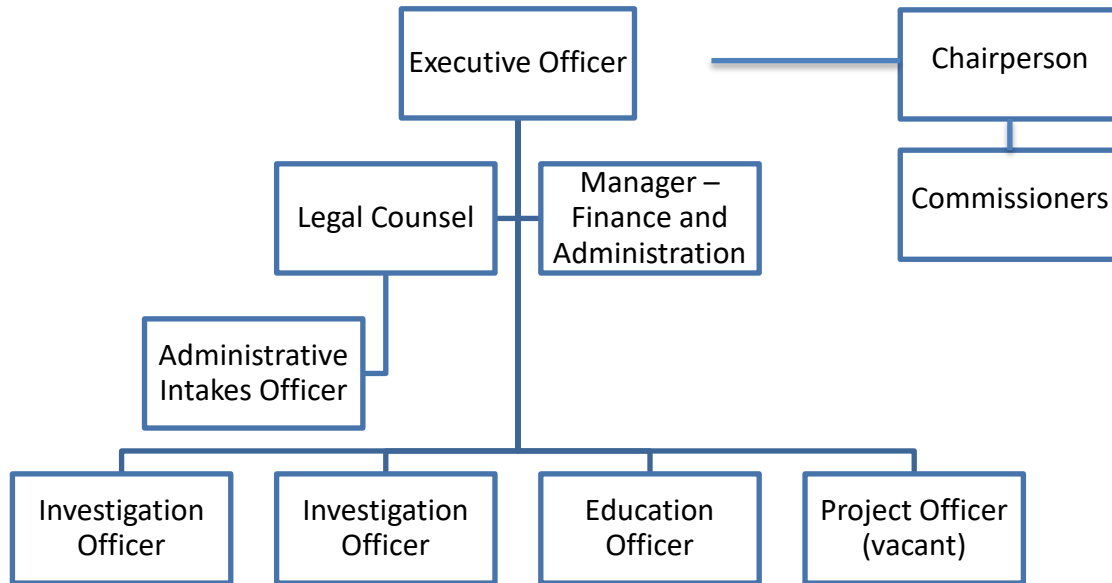 Executive Officer
Chairperson
Commissioners
Legal Counsel
Manager –
Finance and
Administration
Administrative
Intakes Officer
Investigation
Officer
Investigation
Officer
Education
Officer
Project Officer
(vacant)